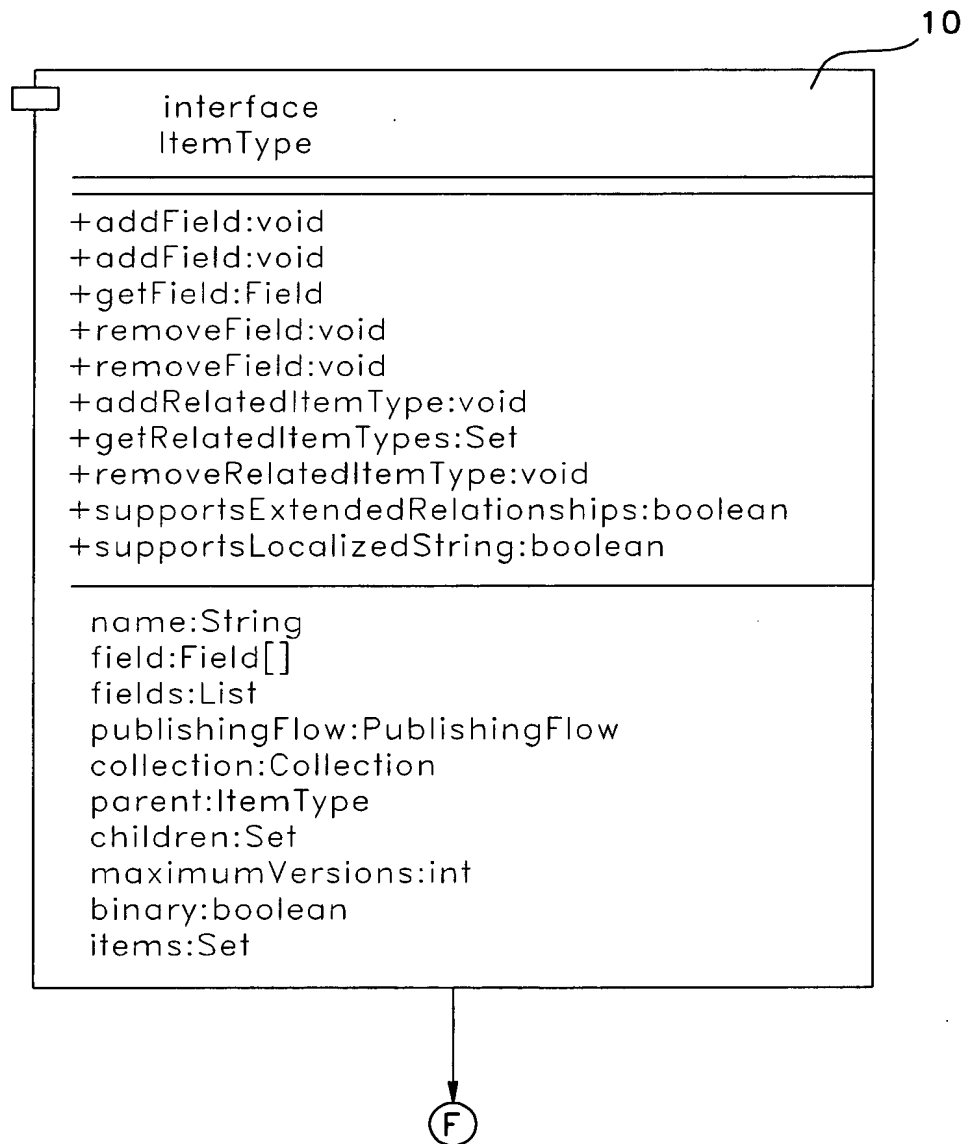 10
interface
ItemType
+addField:void
+addField:void
+getField:Field
+removeField:void
+removeField:void
+addRelatedItemType:void
+getRelatedItemTypes:Set
+removeRelatedItemType:void
+supportsExtendedRelationships:boolean
+supportsLocalizedString:boolean
name:String
field:Field[]
fields:List
publishingFlow:PublishingFlow
collection:Collection
parent:ItemType
children:Set
maximumVersions:int
binary:boolean
items:Set
F